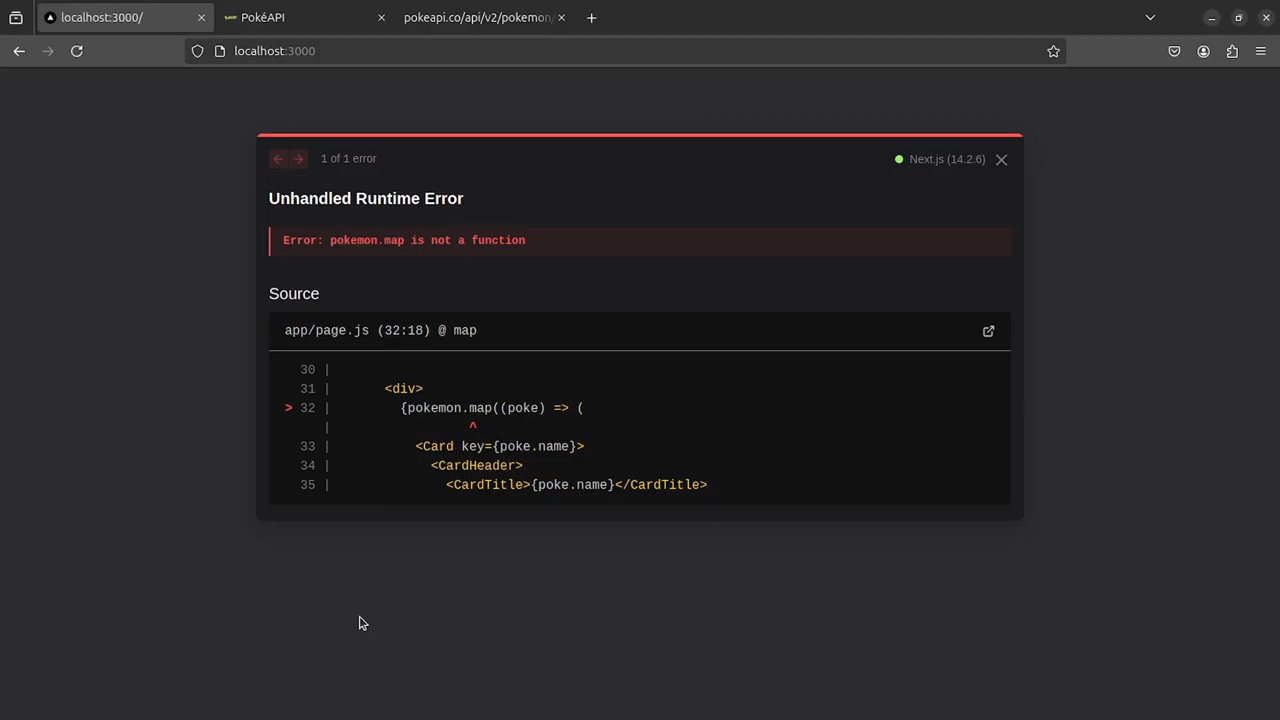 localhost:3000/
PokéAPI
pokeapi.co/api/v2/pokemon
localhost:3000
1 of 1 error
Next.js (14.2.6)
Unhandled Runtime Error
Error: pokemon.map is not a function
Source
app/page.js (32:18) @ map
30 |
31 | <div>
> 32 | {pokemon.map((poke) => (
| ^
33 | <Card key={poke.name}>
34 | <CardHeader>
35 | <CardTitle>{poke.name}</CardTitle>